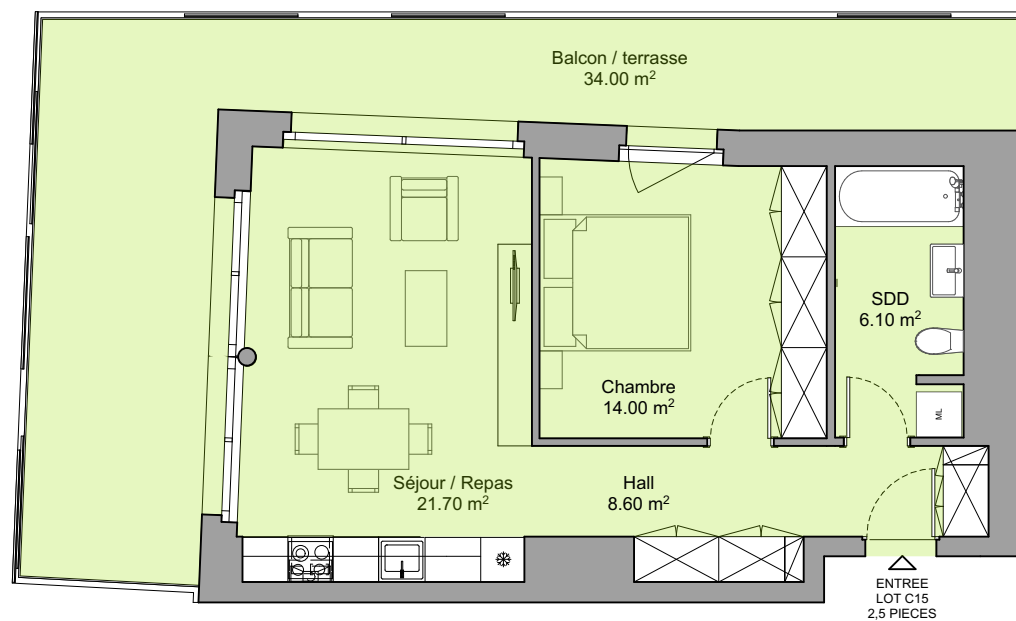 Balcon / terrasse
34.00 m²
SDD
6.10 m²
Chambre
14.00 m²
ML
Séjour / Repas
21.70 m²
Hall
8.60 m²
ENTREE
LOT C15
2,5 PIECES